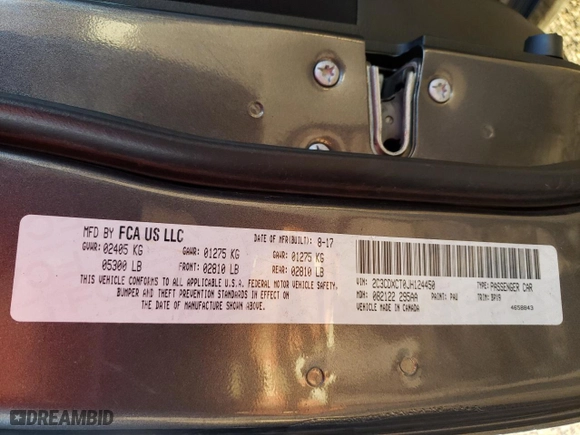 MFD BY FCA US LLC DATE OF MFR(BUILT): 8-17
GVWR: 02405 KG GAWR: 01275 KG GAWR: 01275 KG
05300 LB FRONT: 02810 LB REAR: 02810 LB
THIS VEHICLE CONFORMS TO ALL APPLICABLE U.S.A. FEDERAL MOTOR VEHICLE SAFETY,
BUMPER AND THEFT PREVENTION STANDARDS IN EFFECT ON
THE DATE OF MANUFACTURE SHOWN ABOVE.
VIN: 2C3CDXCT0JH124450 TYPE: PASSENGER CAR
MDH: 082122 295AA PAINT: PAU TRIM: BPX9
VEHICLE MADE IN CANADA 4658043
DREAMBID